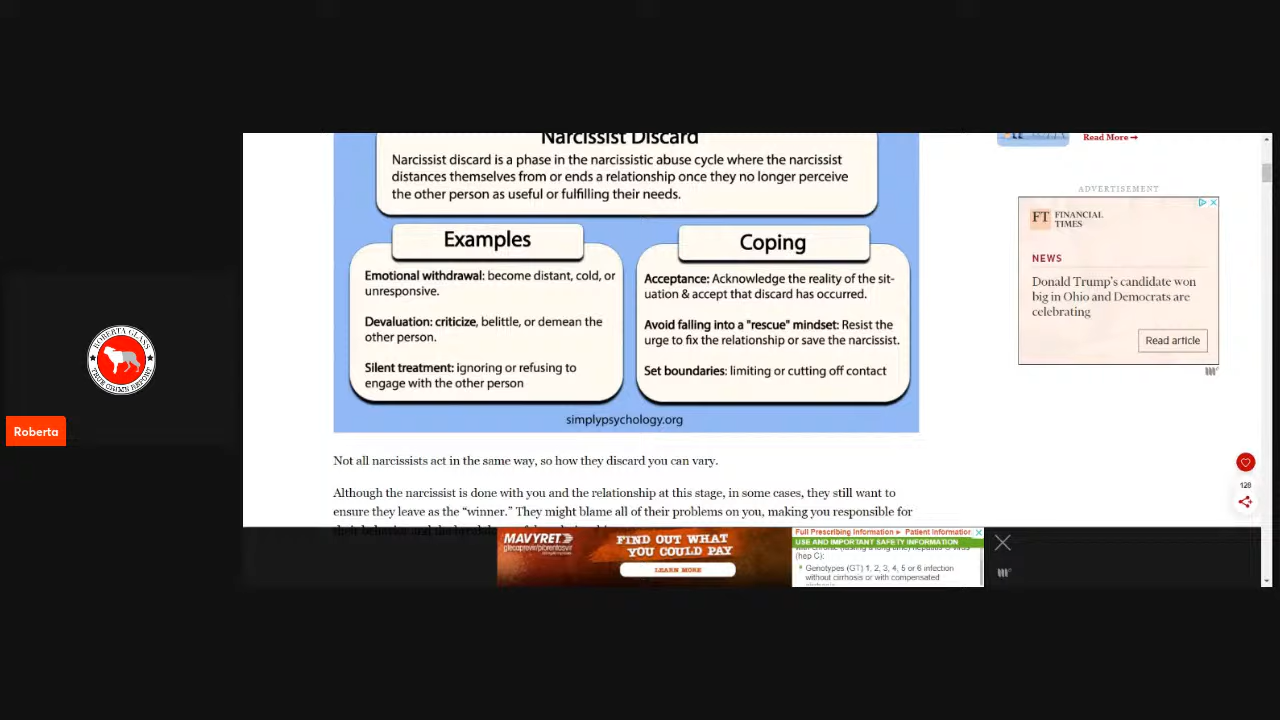 Narcissist Discard
Narcissist discard is a phase in the narcissistic abuse cycle where the narcissist
distances themselves from or ends a relationship once they no longer perceive
the other person as useful or fulfilling their needs.
Examples
Emotional withdrawal: become distant, cold, or
unresponsive.
Devaluation: criticize, belittle, or demean the
other person.
Silent treatment: ignoring or refusing to
engage with the other person
Coping
Acceptance: Acknowledge the reality of the sit-
uation & accept that discard has occurred.
Avoid falling into a "rescue" mindset: Resist the
urge to fix the relationship or save the narcissist.
Set boundaries: limiting or cutting off contact
simplypsychology.org
Not all narcissists act in the same way, so how they discard you can vary.
Although the narcissist is done with you and the relationship at this stage, in some cases, they still want to
ensure they leave as the “winner.” They might blame all of their problems on you, making you responsible for
Read More →
ADVERTISEMENT
FT FINANCIAL
TIMES
NEWS
Donald Trump's candidate won
big in Ohio and Democrats are
celebrating
Read article
ROBERTA GLASS
TRUE CRIME REPORT
Roberta
MAVYRET
glecaprevir/pibrentasvir
FIND OUT WHAT
YOU COULD PAY
LEARN MORE
Full Prescribing Information ▸ Patient Information
USE AND IMPORTANT SAFETY INFORMATION
(hep C):
Genotypes (GT) 1, 2, 3, 4, 5 or 6 infection
without cirrhosis or with compensated